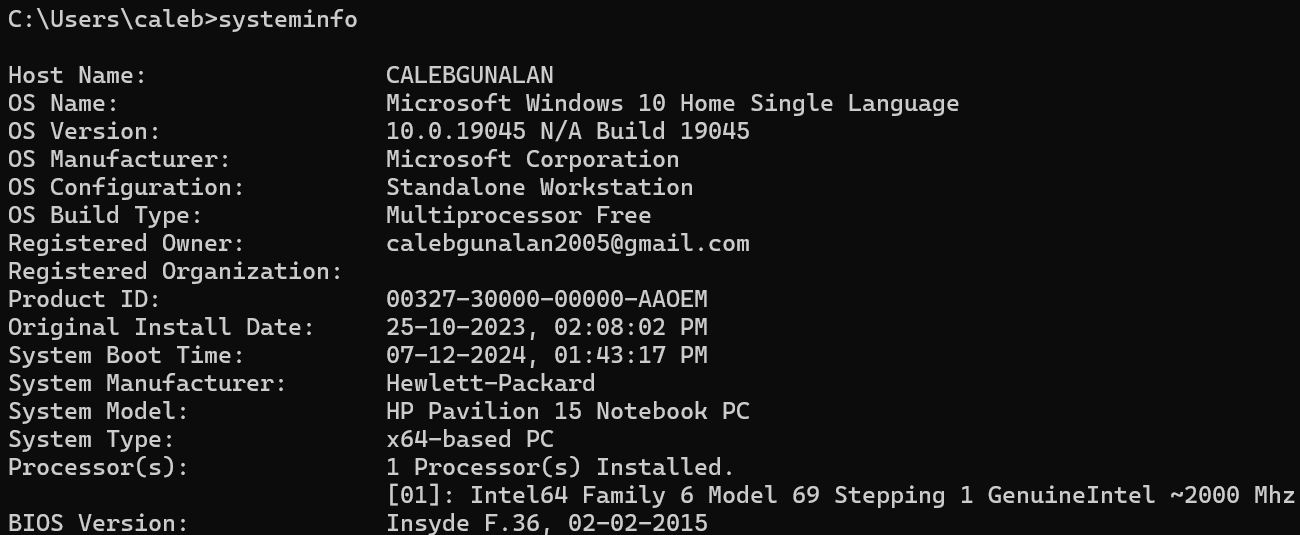 C:\Users\caleb>systeminfo
Host Name: CALEBGUNALAN
OS Name: Microsoft Windows 10 Home Single Language
OS Version: 10.0.19045 N/A Build 19045
OS Manufacturer: Microsoft Corporation
OS Configuration: Standalone Workstation
OS Build Type: Multiprocessor Free
Registered Owner: calebgunalan2005@gmail.com
Registered Organization:
Product ID: 00327-30000-00000-AAOEM
Original Install Date: 25-10-2023, 02:08:02 PM
System Boot Time: 07-12-2024, 01:43:17 PM
System Manufacturer: Hewlett-Packard
System Model: HP Pavilion 15 Notebook PC
System Type: x64-based PC
Processor(s): 1 Processor(s) Installed.
[01]: Intel64 Family 6 Model 69 Stepping 1 GenuineIntel ~2000 Mhz
BIOS Version: Insyde F.36, 02-02-2015